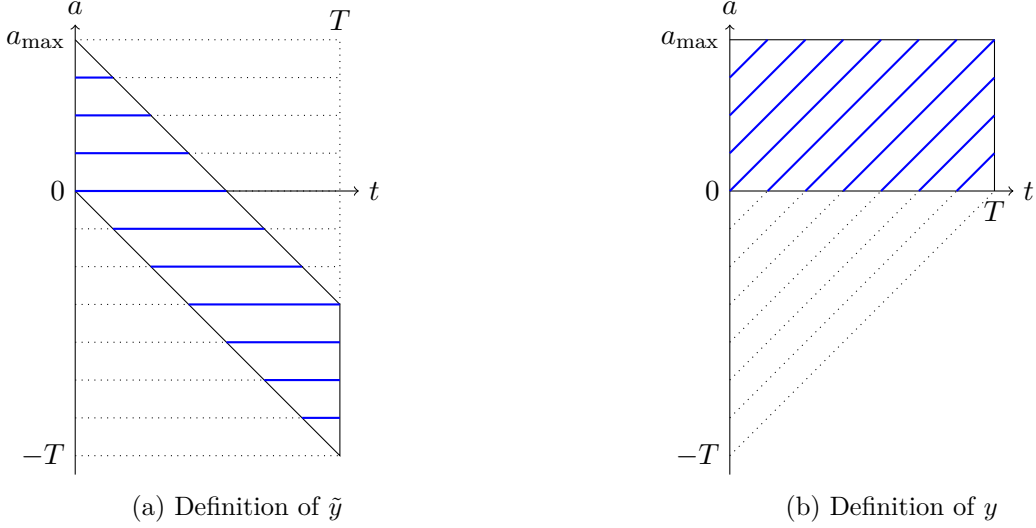 a
T
a_max
0
t
−T
(a) Definition of ỹ
a
a_max
0
T
t
−T
(b) Definition of y